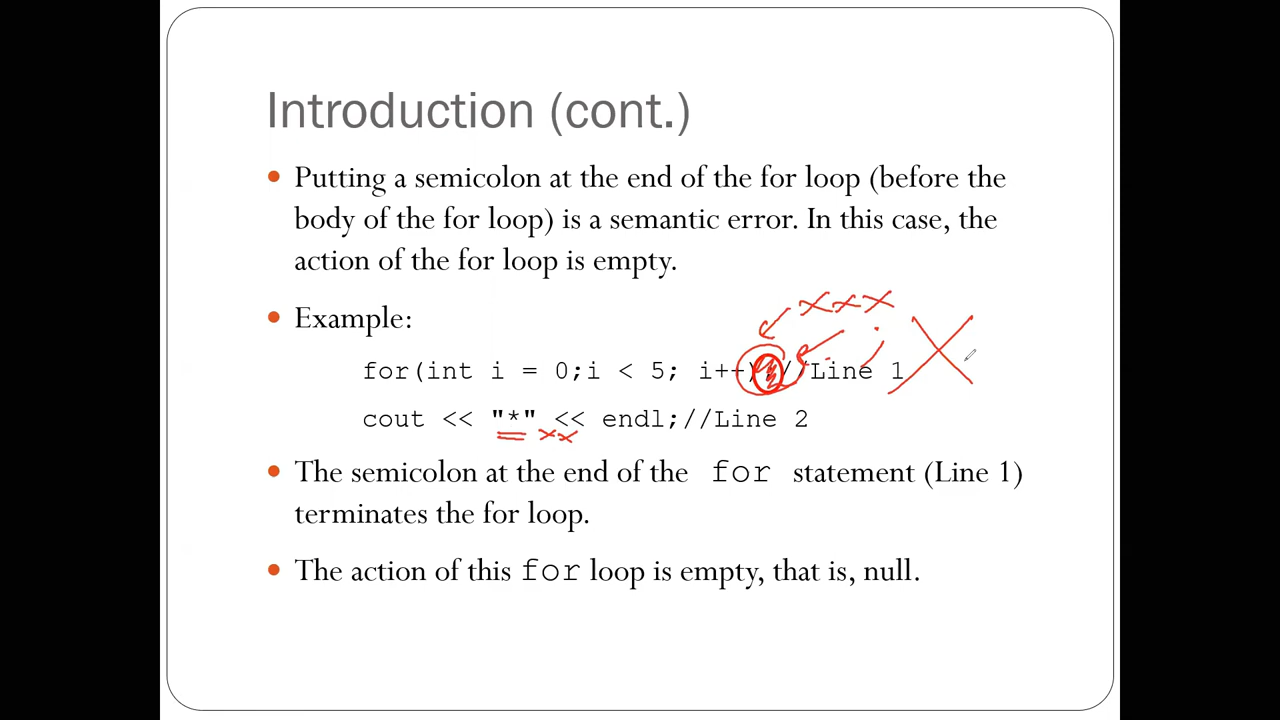 Introduction (cont.)
Putting a semicolon at the end of the for loop (before the
body of the for loop) is a semantic error. In this case, the
action of the for loop is empty.
Example:
for(int i = 0;i < 5; i++);//Line 1
cout << "*" << endl;//Line 2
The semicolon at the end of the for statement (Line 1)
terminates the for loop.
The action of this for loop is empty, that is, null.